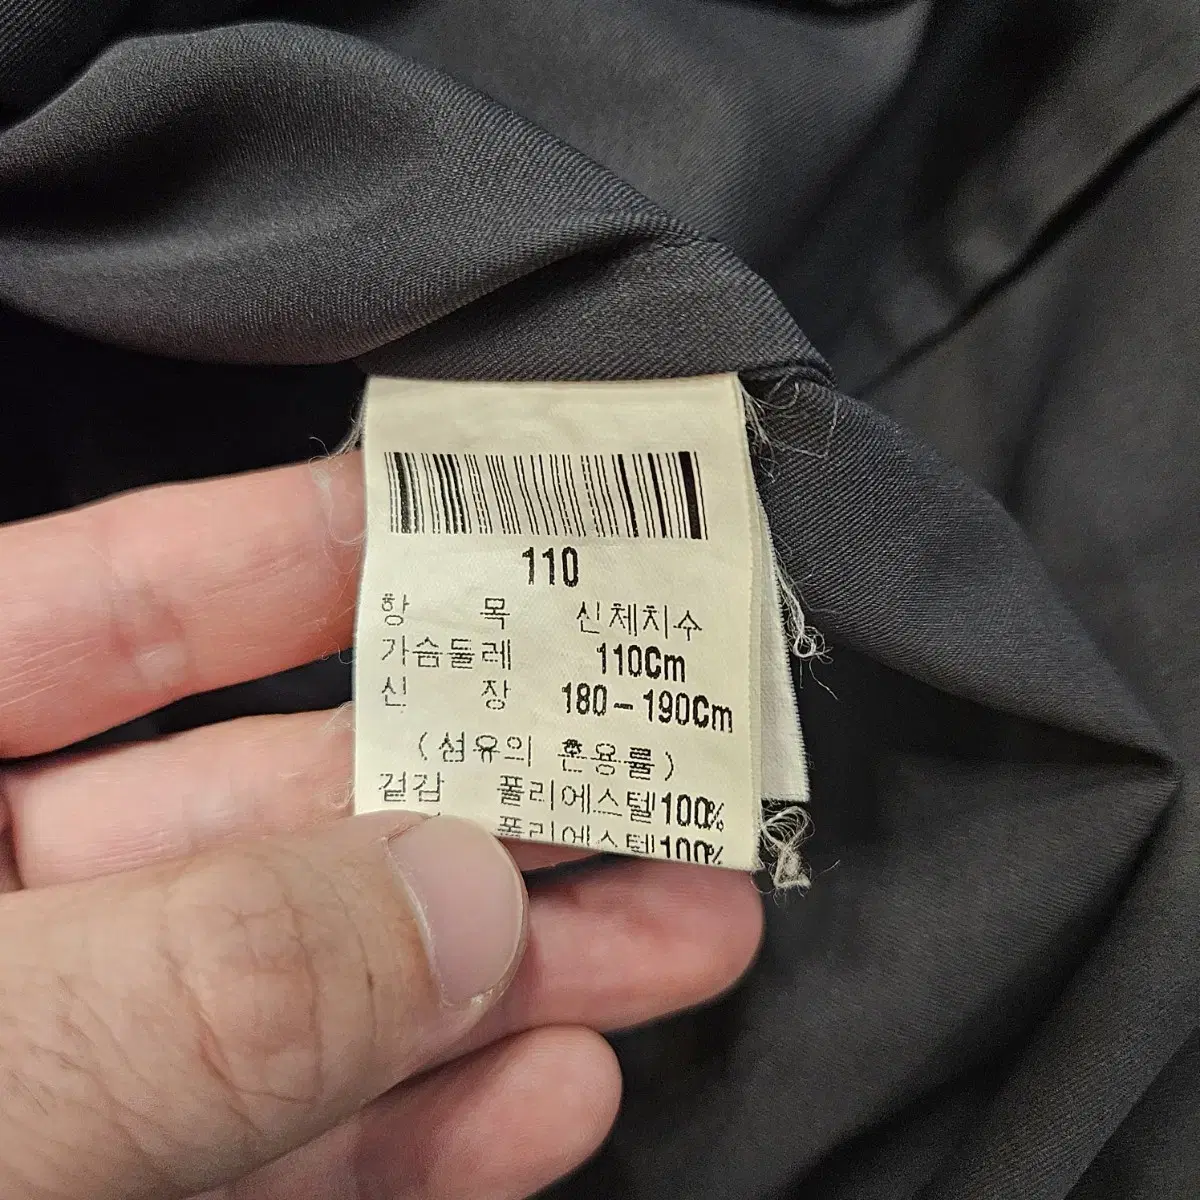 110
항 목 신체치수
가슴둘레 110Cm
신 장 180-190Cm
(섬유의 혼용률)
겉감 폴리에스텔100%
폴리에스텔100%